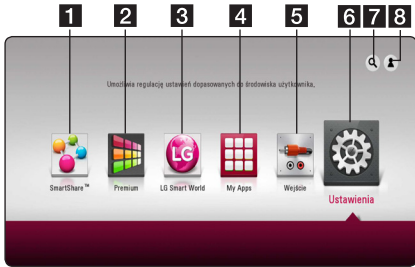 1 2 3 4 5 6 7 8
Umożliwia regulację ustawień dopasowanych do środowiska użytkownika.
LG
SmartShare™ Premium LG Smart World My Apps Wejście Ustawienia